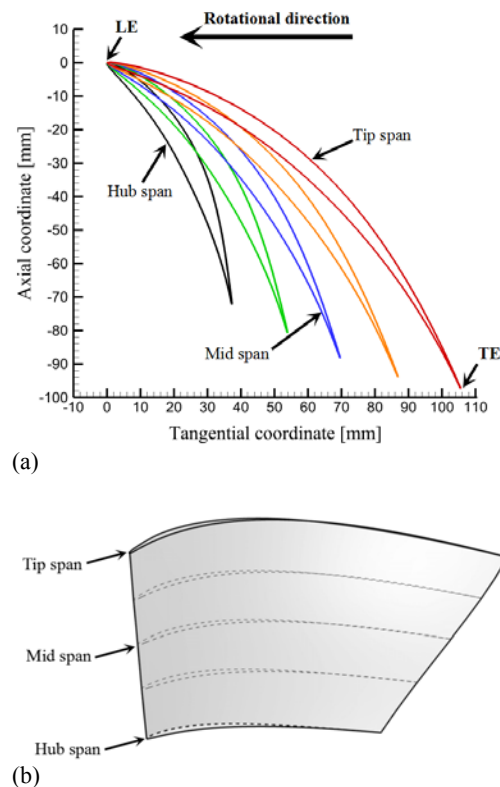 Rotational direction
LE
10
0
-10
-20
-30
-40
-50
-60
-70
-80
-90
-100
Axial coordinate [mm]
Tip span
Hub span
Mid span
TE
-10 0 10 20 30 40 50 60 70 80 90 100 110
Tangential coordinate [mm]
(a)
Tip span
Mid span
Hub span
(b)